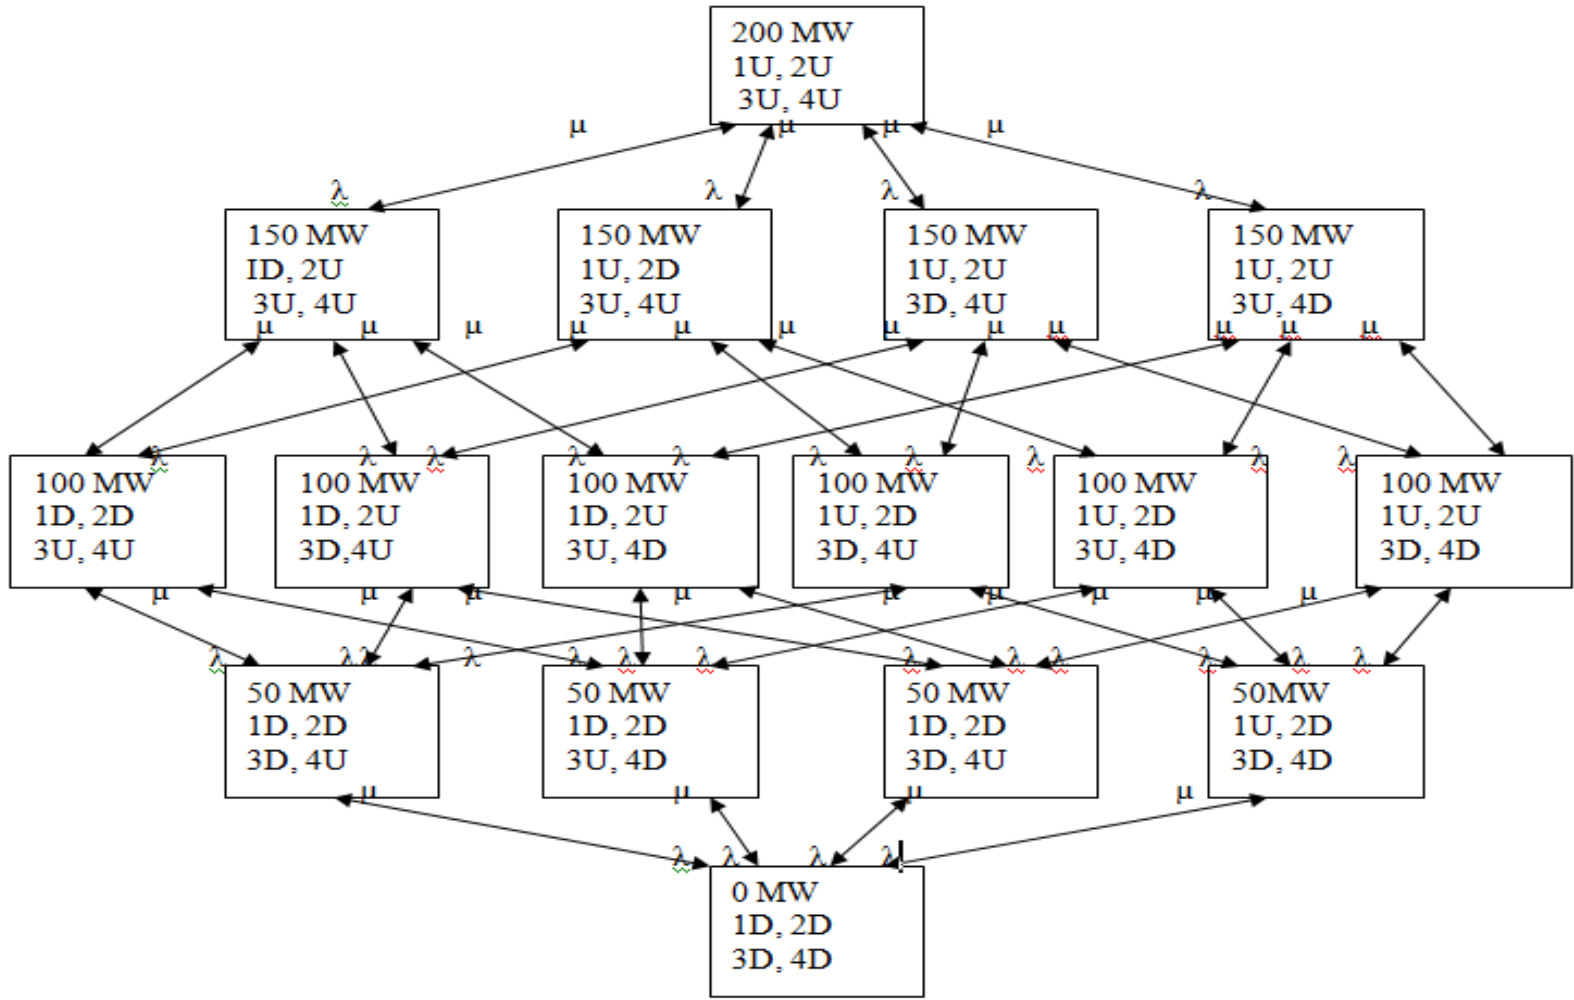 200 MW
1U, 2U
3U, 4U
μ μ μ μ
λ λ λ λ
150 MW
ID, 2U
3U, 4U
150 MW
1U, 2D
3U, 4U
150 MW
1U, 2U
3D, 4U
150 MW
1U, 2U
3U, 4D
μ μ μ μ μ μ μ μ μ μ μ μ
λ λ λ λ λ λ λ λ λ λ
100 MW
1D, 2D
3U, 4U
100 MW
1D, 2U
3D,4U
100 MW
1D, 2U
3U, 4D
100 MW
1U, 2D
3D, 4U
100 MW
1U, 2D
3U, 4D
100 MW
1U, 2U
3D, 4D
μ μ μ μ μ μ μ μ μ
λ λλ λ λ λ λ λ λ λ λ λ λ
50 MW
1D, 2D
3D, 4U
50 MW
1D, 2D
3U, 4D
50 MW
1D, 2D
3D, 4U
50MW
1U, 2D
3D, 4D
μ μ μ μ
λ λ λ λ
0 MW
1D, 2D
3D, 4D